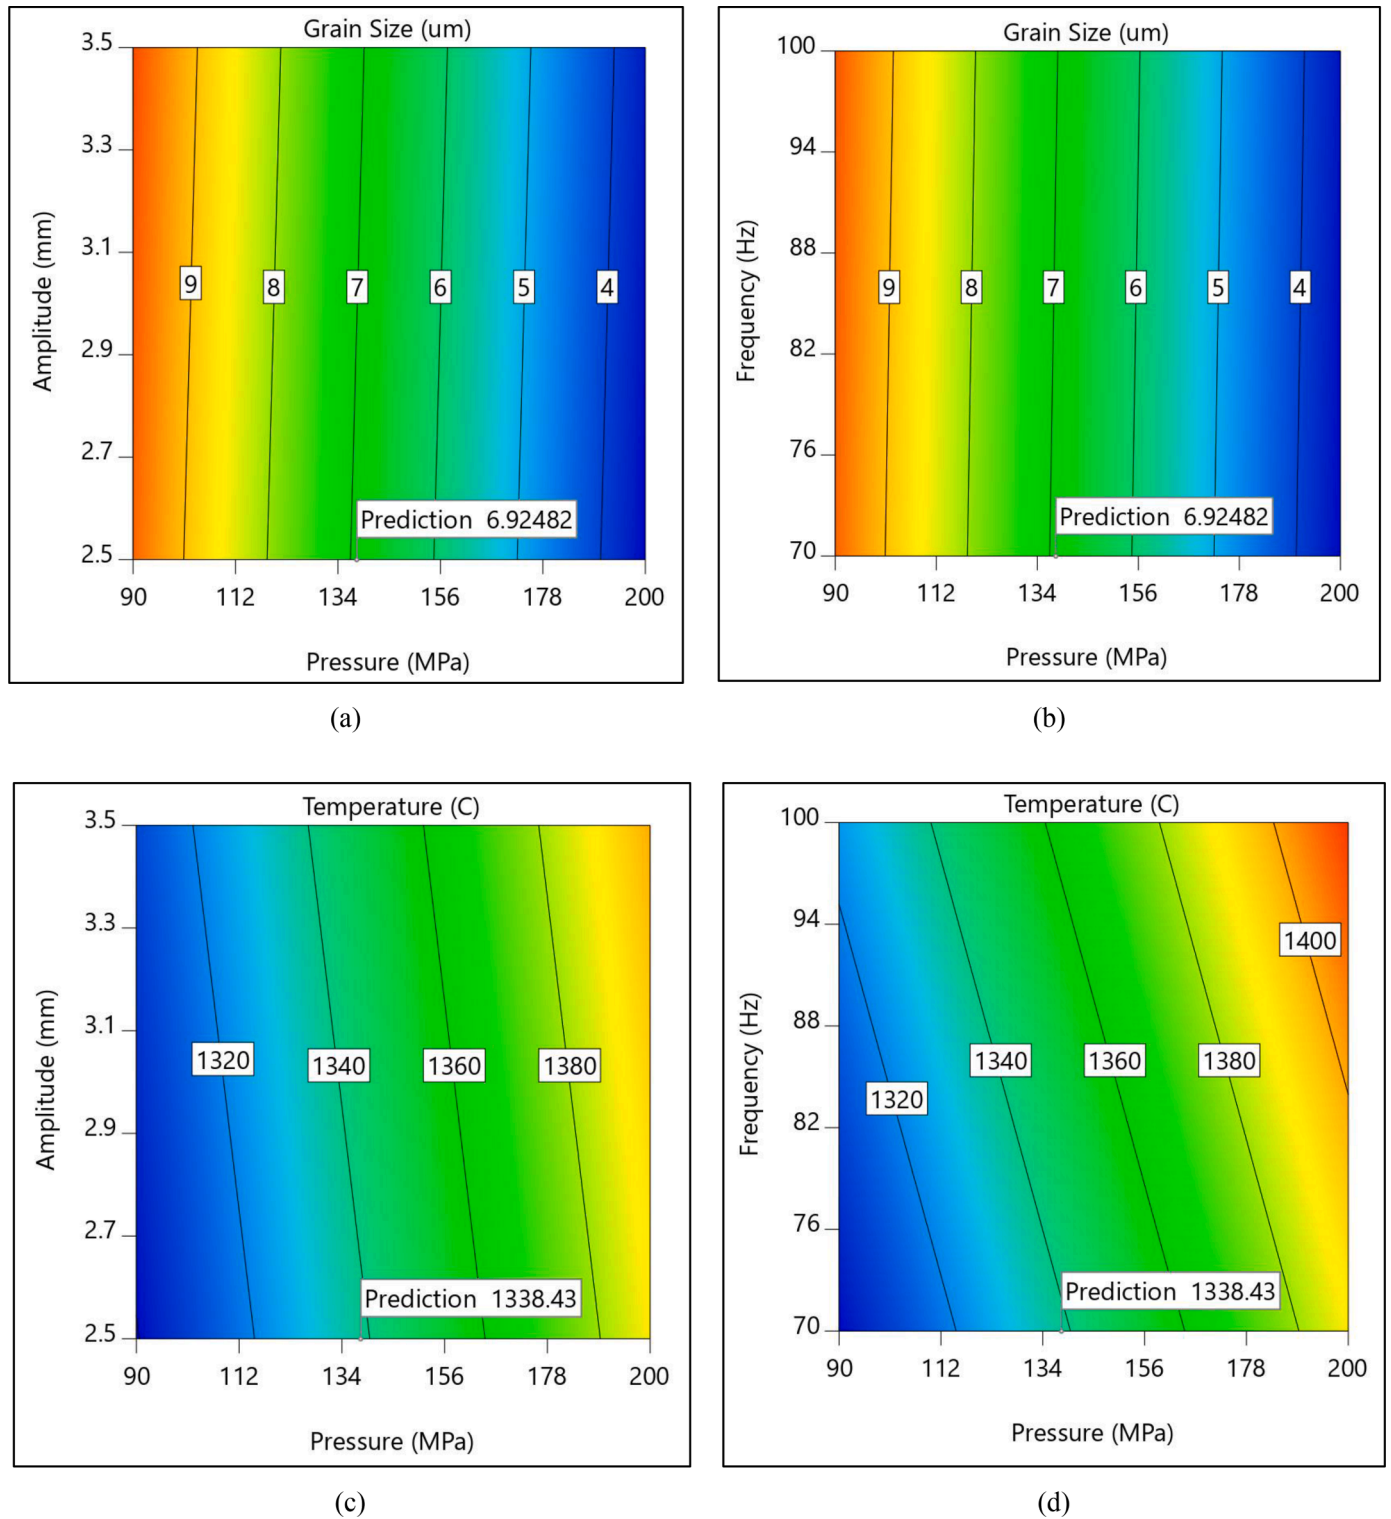 Grain Size (um)
3.5
3.3
3.1
2.9
2.7
2.5
Amplitude (mm)
9
8
7
6
5
4
Prediction 6.92482
90 112 134 156 178 200
Pressure (MPa)
(a)
Grain Size (um)
100
94
88
82
76
70
Frequency (Hz)
9
8
7
6
5
4
Prediction 6.92482
90 112 134 156 178 200
Pressure (MPa)
(b)
Temperature (C)
3.5
3.3
3.1
2.9
2.7
2.5
Amplitude (mm)
1320
1340
1360
1380
Prediction 1338.43
90 112 134 156 178 200
Pressure (MPa)
(c)
Temperature (C)
100
94
88
82
76
70
Frequency (Hz)
1320
1340
1360
1380
1400
Prediction 1338.43
90 112 134 156 178 200
Pressure (MPa)
(d)